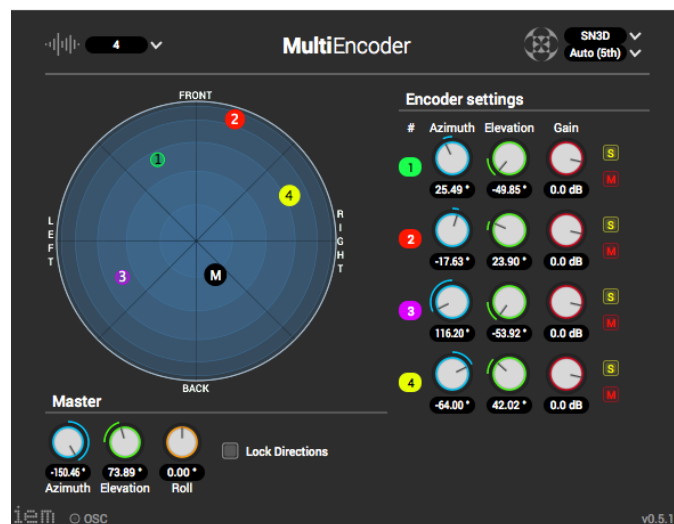 4
MultiEncoder
SN3D
Auto (5th)
FRONT
LEFT
RIGHT
BACK
1
2
3
4
M
Encoder settings
# Azimuth Elevation Gain
1 25.49 ° -49.85 ° 0.0 dB S M
2 -17.63 ° 23.90 ° 0.0 dB S M
3 116.20 ° -53.92 ° 0.0 dB S M
4 -64.00 ° 42.02 ° 0.0 dB S M
Master
-150.46 ° 73.89 ° 0.00 °
Azimuth Elevation Roll
Lock Directions
iem OSC
v0.5.1